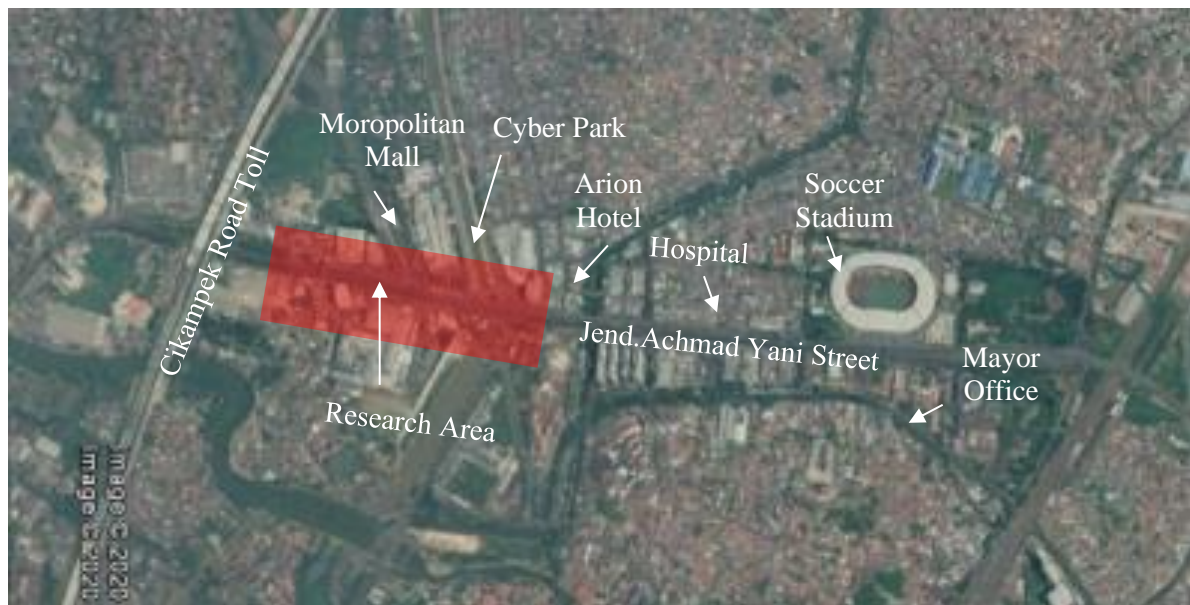 Moropolitan
Mall
Cyber Park
Arion
Hotel
Soccer
Stadium
Hospital
Cikampek Road Toll
Jend.Achmad Yani Street
Mayor
Office
Research Area
Image © 2020
Image © 2020